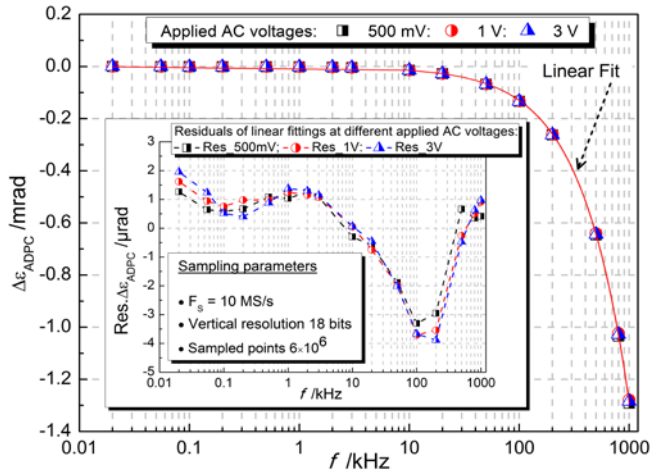 Applied AC voltages: 500 mV: 1 V: 3 V
Linear Fit
Residuals of linear fittings at different applied AC voltages:
Res_500mV; Res_1V; Res_3V
Sampling parameters
• Fs = 10 MS/s
• Vertical resolution 18 bits
• Sampled points 6×10⁶
Res.Δε_ADPC /µrad
4
3
2
1
0
-1
-2
-3
-4
-5
0.01 0.1 1 10 100 1000
f /kHz
Δε_ADPC /mrad
0.2
0.0
-0.2
-0.4
-0.6
-0.8
-1.0
-1.2
-1.4
0.01 0.1 1 10 100 1000
f /kHz